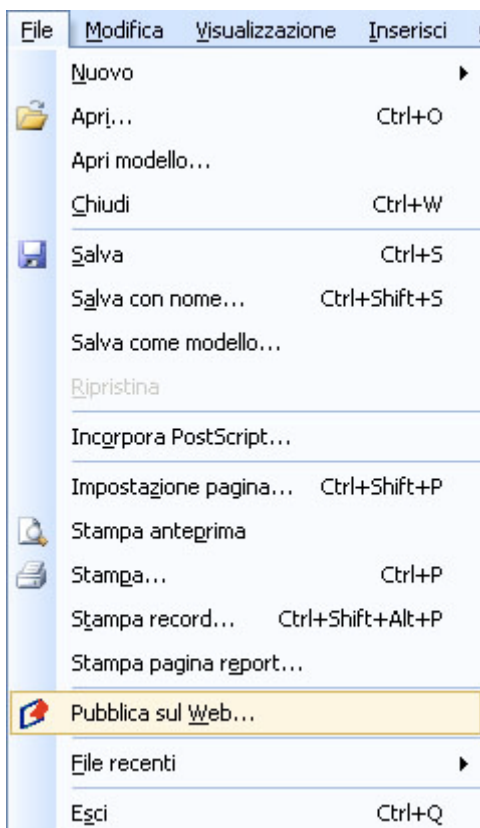 File Modifica Visualizzazione Inserisci
Nuovo
Apri... Ctrl+O
Apri modello...
Chiudi Ctrl+W
Salva Ctrl+S
Salva con nome... Ctrl+Shift+S
Salva come modello...
Ripristina
Incorpora PostScript...
Impostazione pagina... Ctrl+Shift+P
Stampa anteprima
Stampa... Ctrl+P
Stampa record... Ctrl+Shift+Alt+P
Stampa pagina report...
Pubblica sul Web...
File recenti
Esci Ctrl+Q